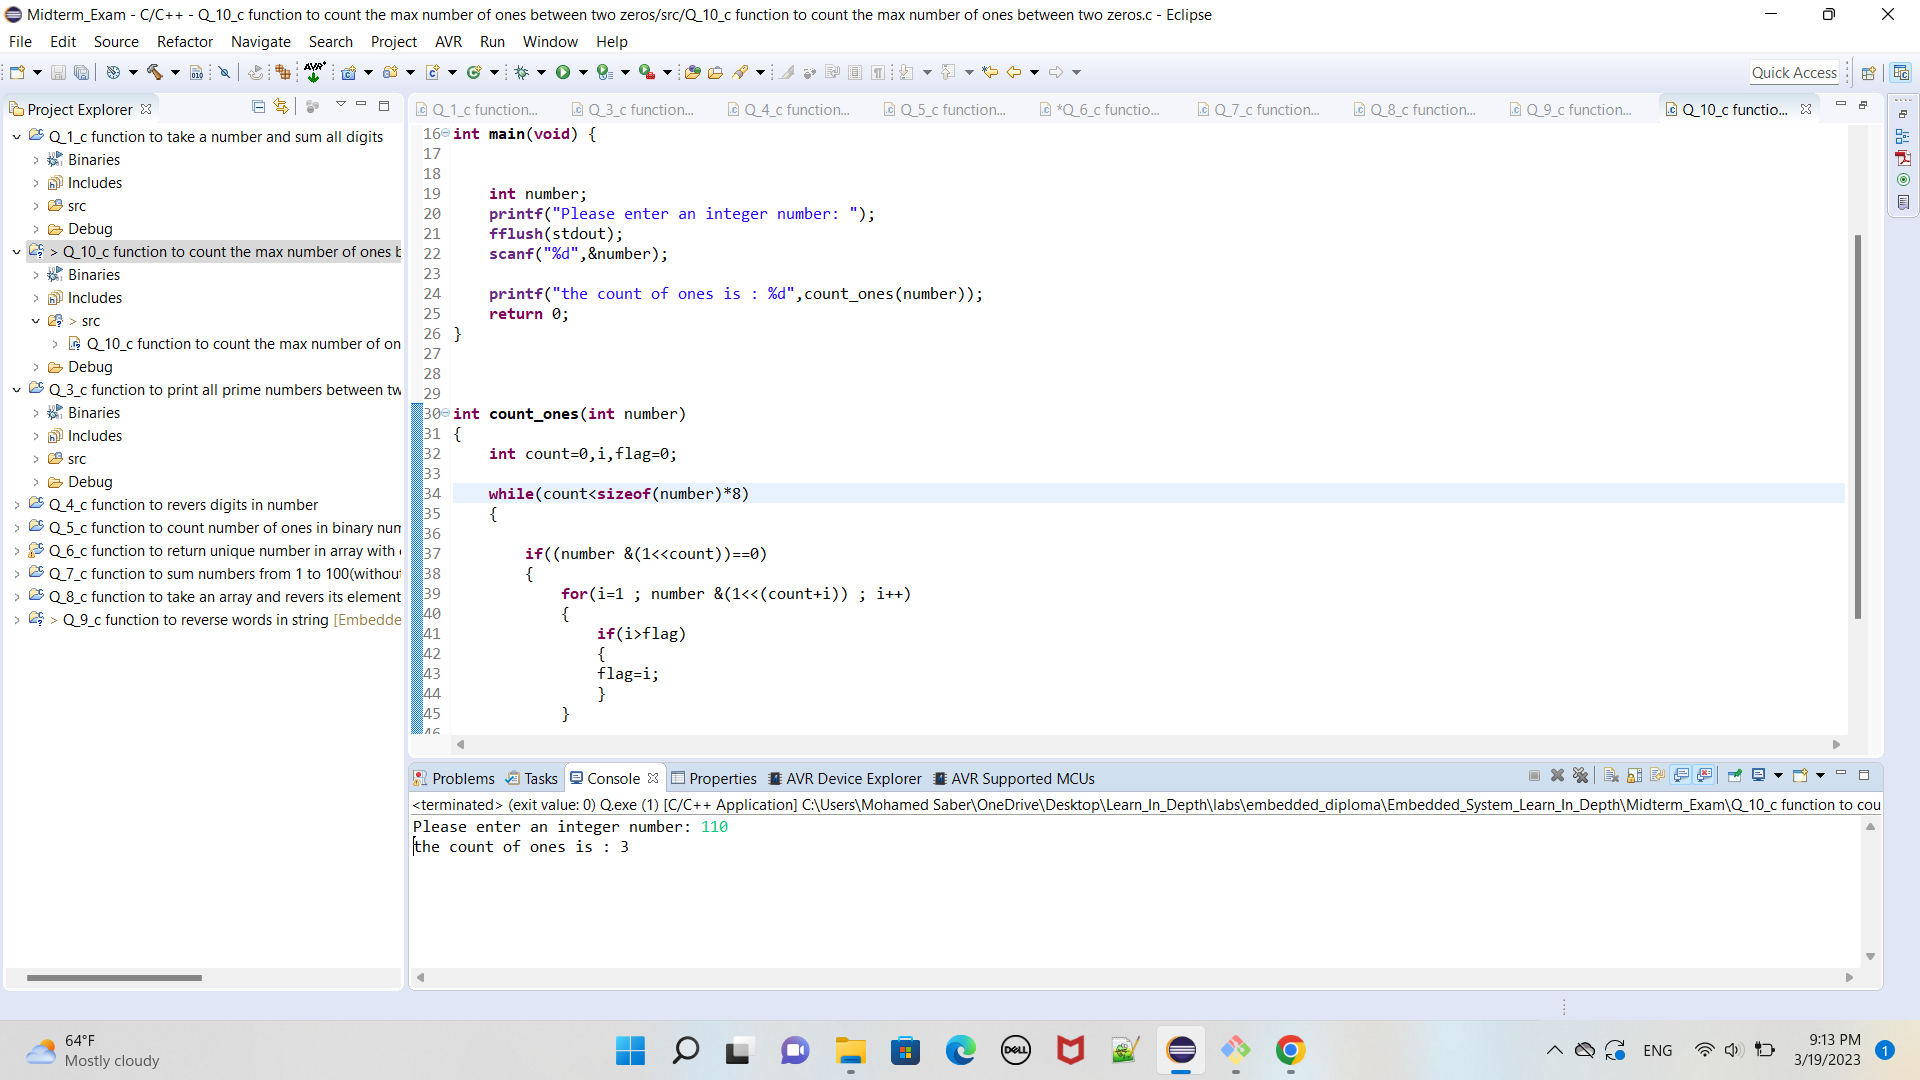 Midterm_Exam - C/C++ - Q_10_c function to count the max number of ones between two zeros/src/Q_10_c function to count the max number of ones between two zeros.c - Eclipse
File Edit Source Refactor Navigate Search Project AVR Run Window Help
Quick Access
Project Explorer
Q_1_c function to take a number and sum all digits
Binaries
Includes
src
Debug
> Q_10_c function to count the max number of ones b
Binaries
Includes
> src
Q_10_c function to count the max number of on
Debug
Q_3_c function to print all prime numbers between tw
Binaries
Includes
src
Debug
Q_4_c function to revers digits in number
Q_5_c function to count number of ones in binary num
Q_6_c function to return unique number in array with
Q_7_c function to sum numbers from 1 to 100(withou
Q_8_c function to take an array and revers its element
> Q_9_c function to reverse words in string [Embedde
Q_1_c function... Q_3_c function... Q_4_c function... Q_5_c function... *Q_6_c functio... Q_7_c function... Q_8_c function... Q_9_c function... Q_10_c functio...
16 int main(void) {
17
18
19 int number;
20 printf("Please enter an integer number: ");
21 fflush(stdout);
22 scanf("%d",&number);
23
24 printf("the count of ones is : %d",count_ones(number));
25 return 0;
26 }
27
28
29
30 int count_ones(int number)
31 {
32 int count=0,i,flag=0;
33
34 while(count<sizeof(number)*8)
35 {
36
37 if((number &(1<<count))==0)
38 {
39 for(i=1 ; number &(1<<(count+i)) ; i++)
40 {
41 if(i>flag)
42 {
43 flag=i;
44 }
45 }
46
Problems Tasks Console Properties AVR Device Explorer AVR Supported MCUs
<terminated> (exit value: 0) Q.exe (1) [C/C++ Application] C:\Users\Mohamed Saber\OneDrive\Desktop\Learn_In_Depth\labs\embedded_diploma\Embedded_System_Learn_In_Depth\Midterm_Exam\Q_10_c function to cou
Please enter an integer number: 110
the count of ones is : 3
64°F
Mostly cloudy
DELL
ENG
9:13 PM
3/19/2023
1